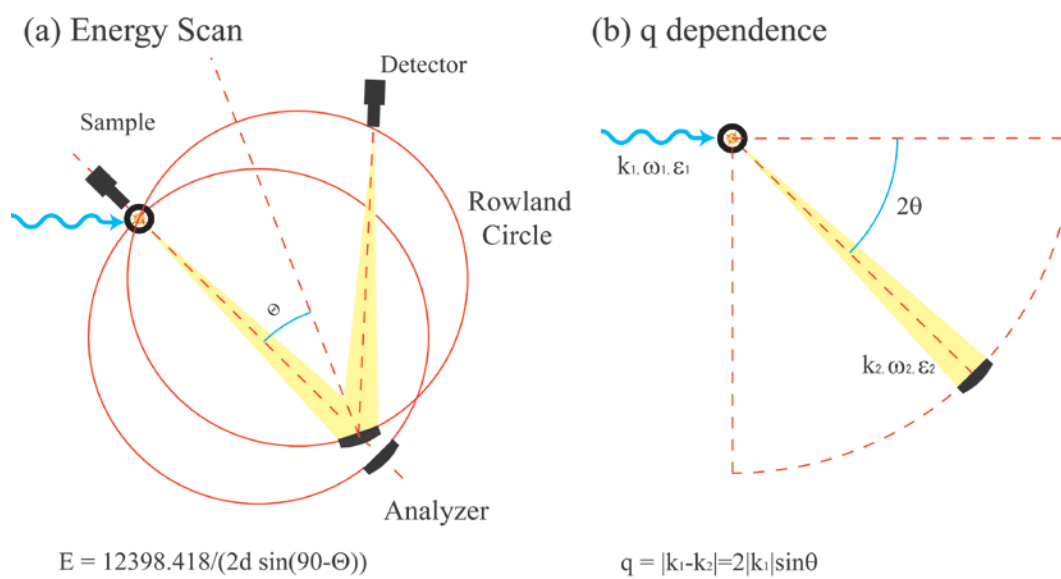 (a) Energy Scan
(b) q dependence
Detector
Sample
k₁,ω₁,ε₁
Rowland
Circle
2θ
Θ
k₂,ω₂,ε₂
Analyzer
E = 12398.418/(2d sin(90-Θ))
q = |k₁-k₂|=2|k₁|sinθ